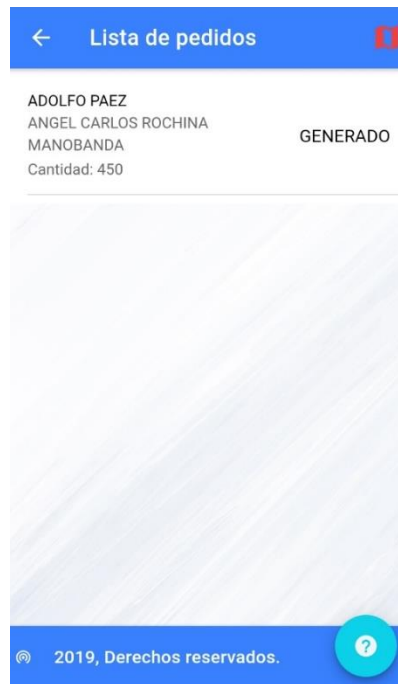 Lista de pedidos
ADOLFO PAEZ
ANGEL CARLOS ROCHINA
MANOBANDA
GENERADO
Cantidad: 450
2019, Derechos reservados.
?